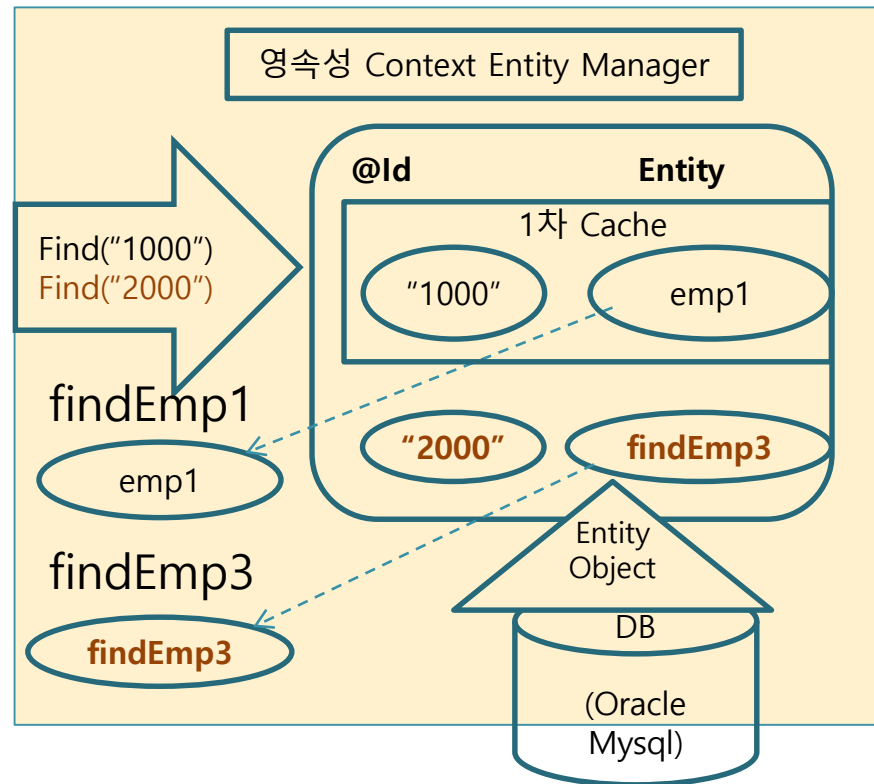 영속성 Context Entity Manager
@Id Entity
1차 Cache
Find(”1000”)
Find(”2000”)
“1000” emp1
findEmp1
emp1
“2000” findEmp3
Entity
Object
findEmp3
findEmp3
DB
(Oracle
Mysql)